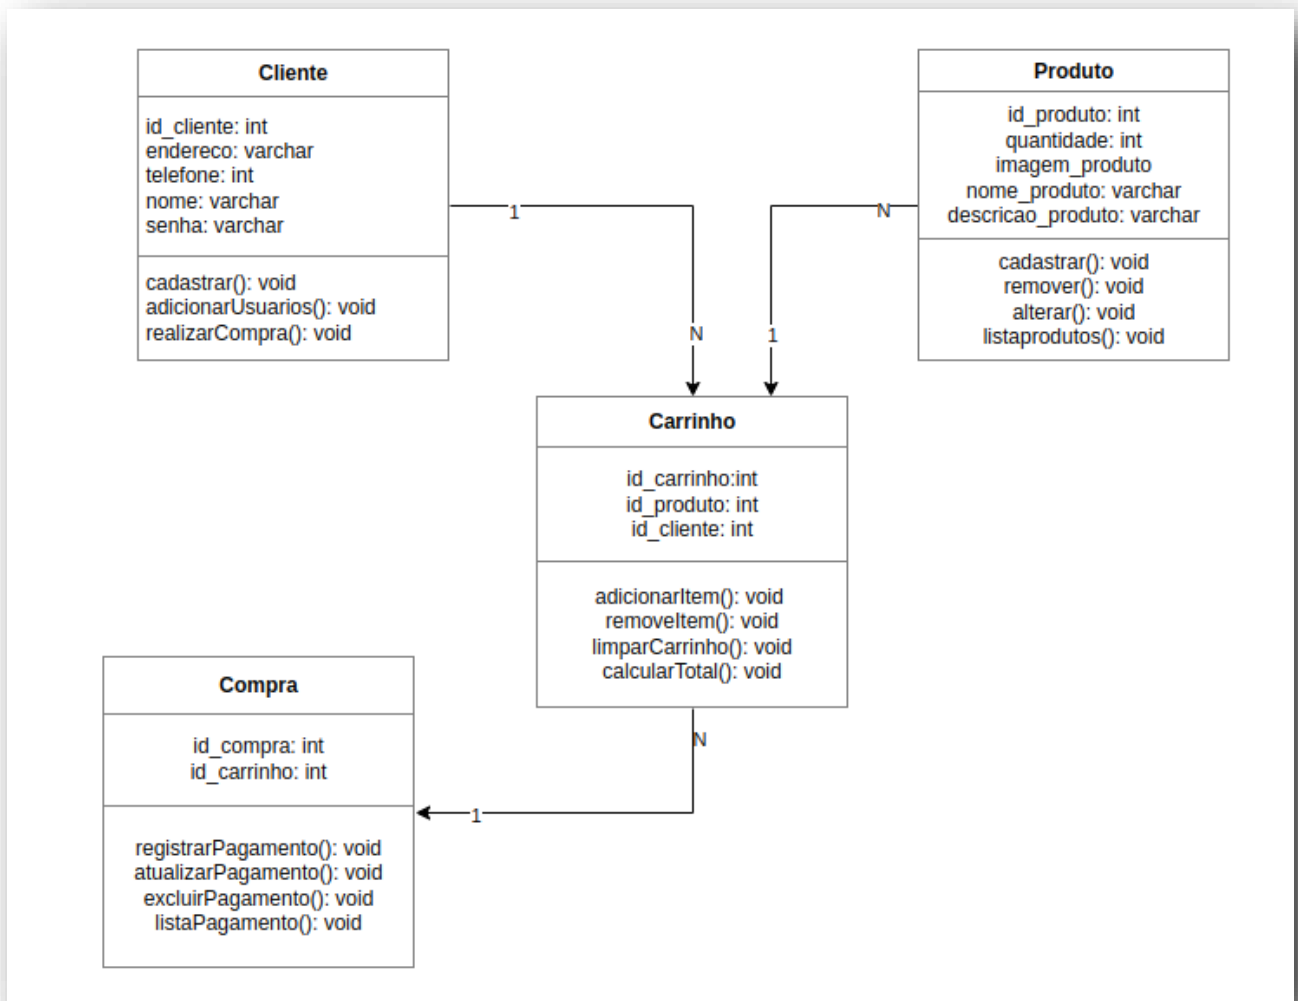 Cliente
id_cliente: int
endereco: varchar
telefone: int
nome: varchar
senha: varchar
cadastrar(): void
adicionarUsuarios(): void
realizarCompra(): void
1
N
Produto
id_produto: int
quantidade: int
imagem_produto
nome_produto: varchar
descricao_produto: varchar
cadastrar(): void
remover(): void
alterar(): void
listaprodutos(): void
N
1
Carrinho
id_carrinho:int
id_produto: int
id_cliente: int
adicionarItem(): void
removeItem(): void
limparCarrinho(): void
calcularTotal(): void
N
1
Compra
id_compra: int
id_carrinho: int
registrarPagamento(): void
atualizarPagamento(): void
excluirPagamento(): void
listaPagamento(): void